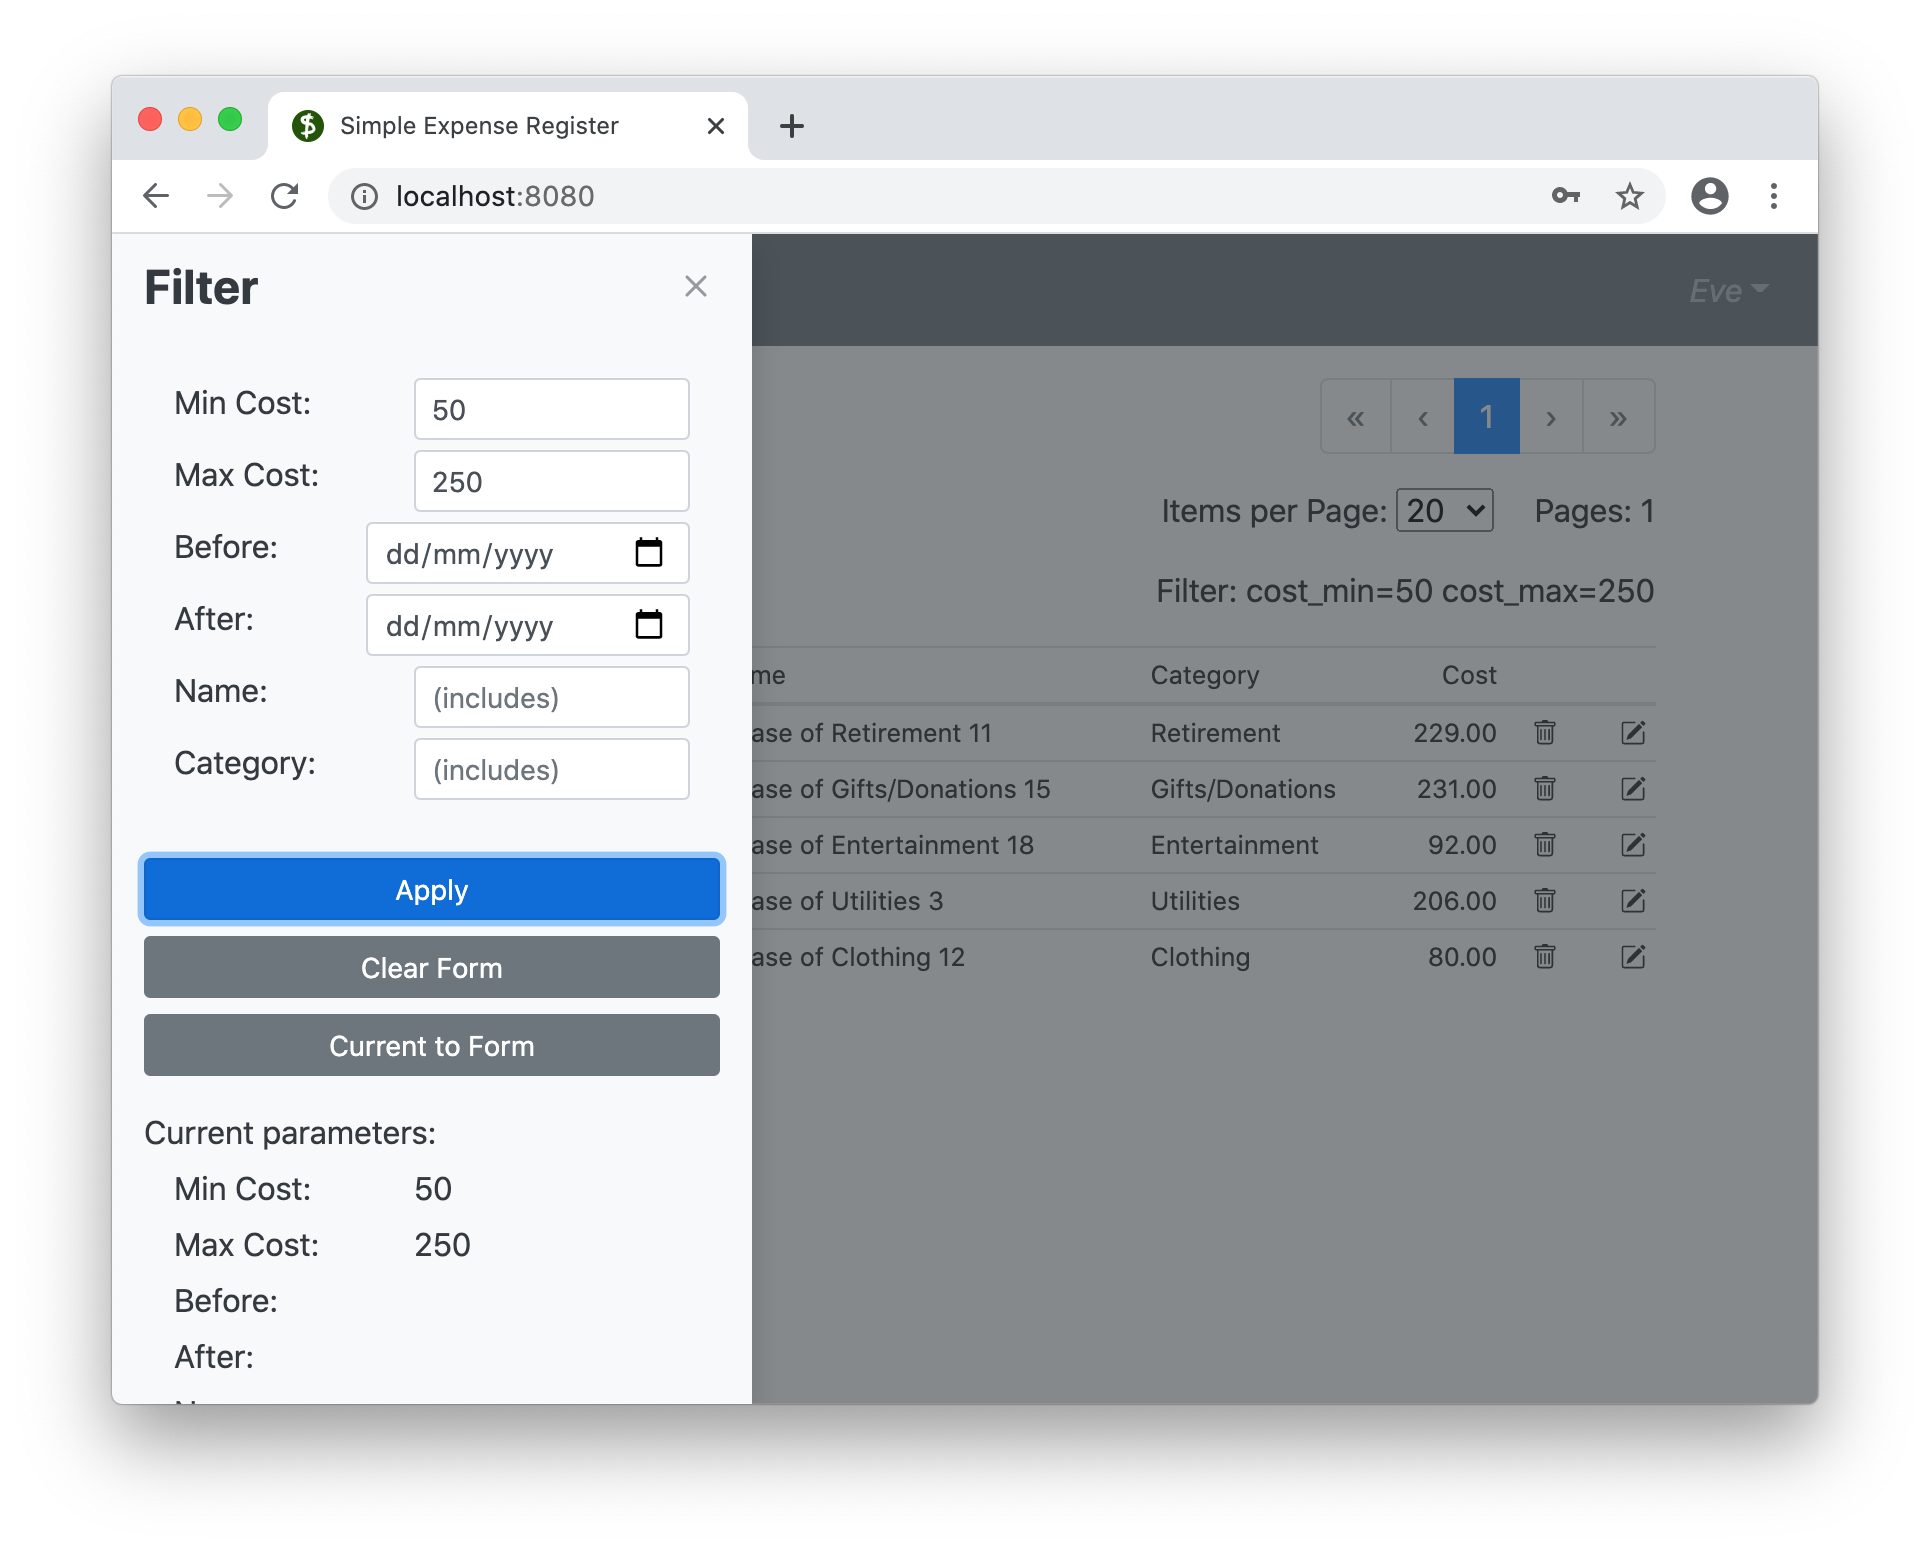 Simple Expense Register
localhost:8080
Filter
Eve
Min Cost: 50
Max Cost: 250
Before: dd/mm/yyyy
After: dd/mm/yyyy
Name: (includes)
Category: (includes)
Apply
Clear Form
Current to Form
Current parameters:
Min Cost: 50
Max Cost: 250
Before:
After:
« ‹ 1 › »
Items per Page: 20 Pages: 1
Filter: cost_min=50 cost_max=250
me Category Cost
ase of Retirement 11 Retirement 229.00
ase of Gifts/Donations 15 Gifts/Donations 231.00
ase of Entertainment 18 Entertainment 92.00
ase of Utilities 3 Utilities 206.00
ase of Clothing 12 Clothing 80.00